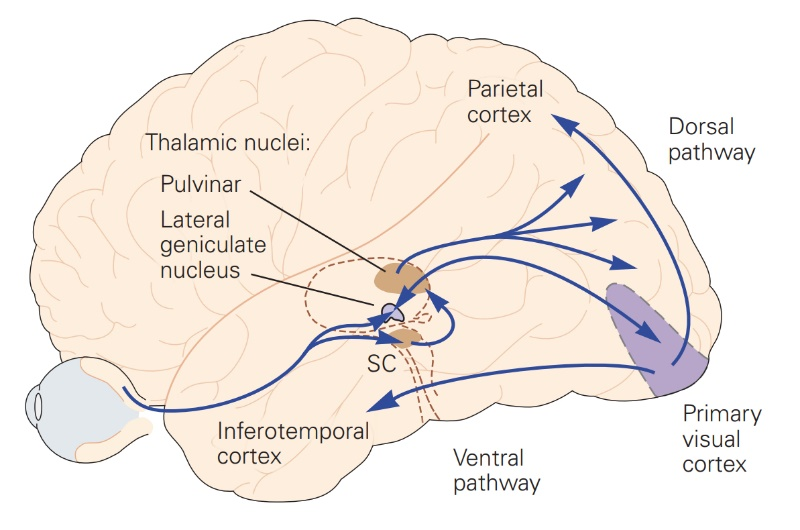 Parietal
cortex
Dorsal
pathway
Thalamic nuclei:
Pulvinar
Lateral
geniculate
nucleus
SC
Inferotemporal
cortex
Ventral
pathway
Primary
visual
cortex